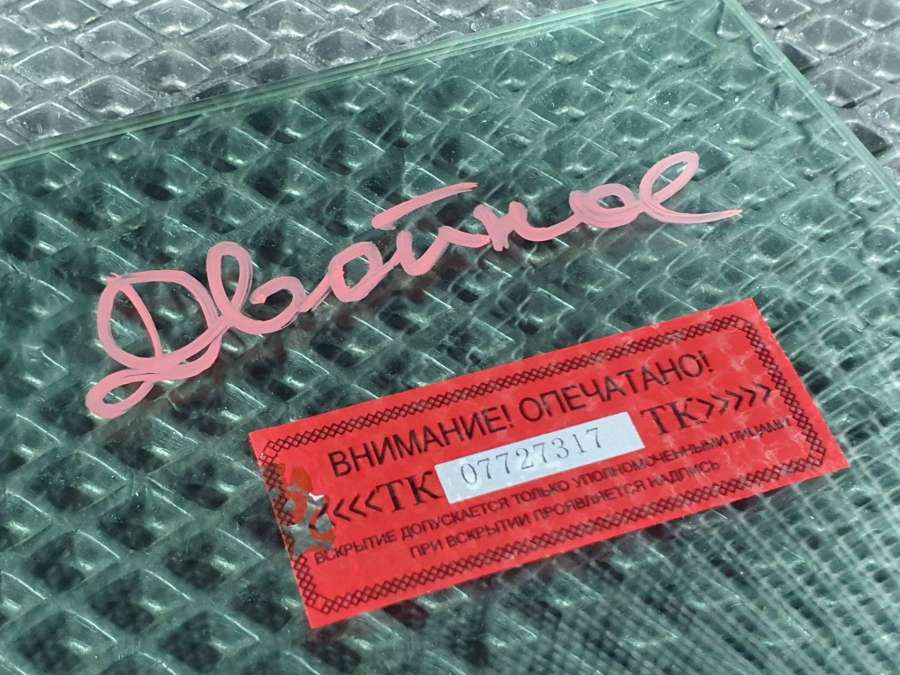 Двойное
ВНИМАНИЕ! ОПЕЧАТАНО!
<<<ТК 07727317 ТК>>>>>
ВСКРЫТИЕ ДОПУСКАЕТСЯ ТОЛЬКО УПОЛНОМОЧЕННЫМИ ЛИЦАМИ
ПРИ ВСКРЫТИИ ПРОЯВЛЯЕТСЯ НАДПИСЬ